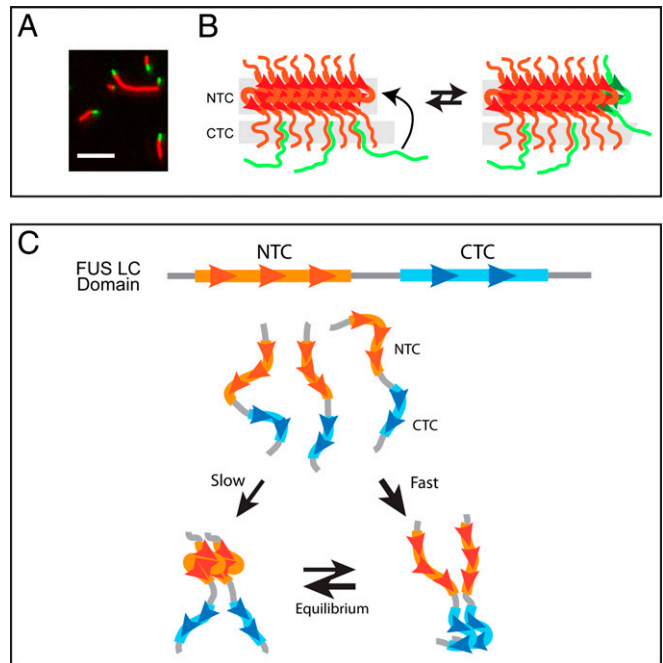 A
B
NTC
CTC
C
NTC
CTC
FUS LC
Domain
NTC
CTC
Slow
Fast
Equilibrium